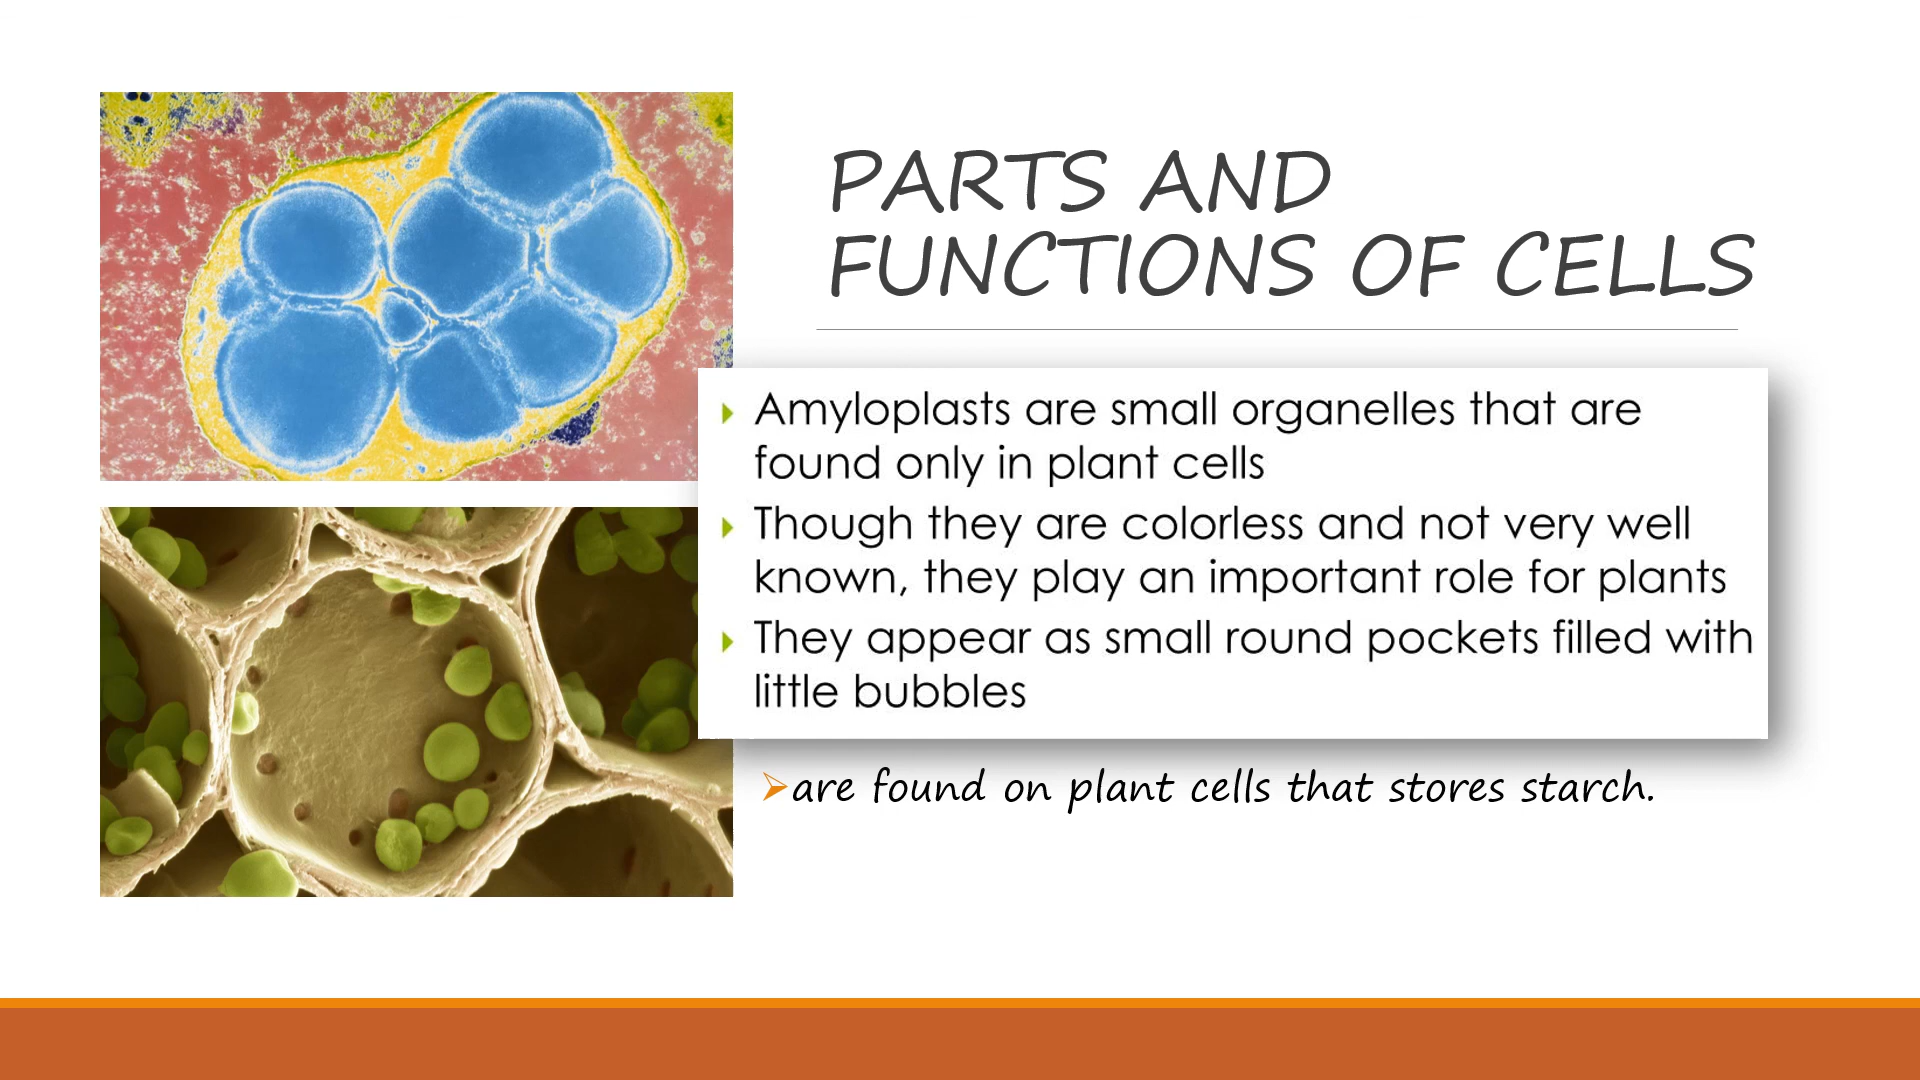 PARTS AND
FUNCTIONS OF CELLS
Amyloplasts are small organelles that are
found only in plant cells
Though they are colorless and not very well
known, they play an important role for plants
They appear as small round pockets filled with
little bubbles
are found on plant cells that stores starch.